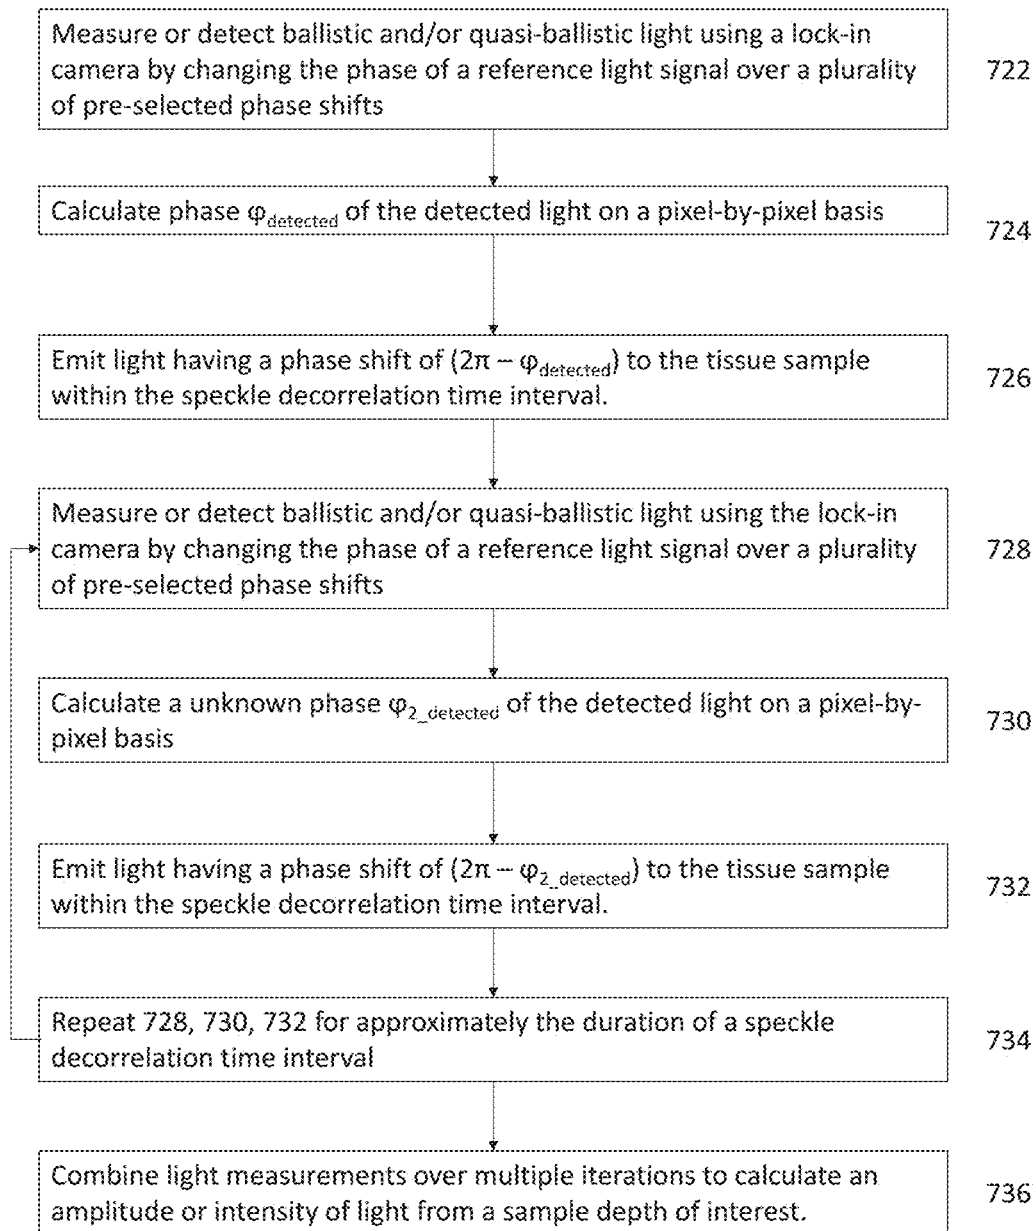 Measure or detect ballistic and/or quasi-ballistic light using a lock-in
camera by changing the phase of a reference light signal over a plurality
of pre-selected phase shifts
722
Calculate phase φdetected of the detected light on a pixel-by-pixel basis
724
Emit light having a phase shift of (2π – φdetected) to the tissue sample
within the speckle decorrelation time interval.
726
Measure or detect ballistic and/or quasi-ballistic light using the lock-in
camera by changing the phase of a reference light signal over a plurality
of pre-selected phase shifts
728
Calculate a unknown phase φ2_detected of the detected light on a pixel-by-
pixel basis
730
Emit light having a phase shift of (2π – φ2_detected) to the tissue sample
within the speckle decorrelation time interval.
732
Repeat 728, 730, 732 for approximately the duration of a speckle
decorrelation time interval
734
Combine light measurements over multiple iterations to calculate an
amplitude or intensity of light from a sample depth of interest.
736